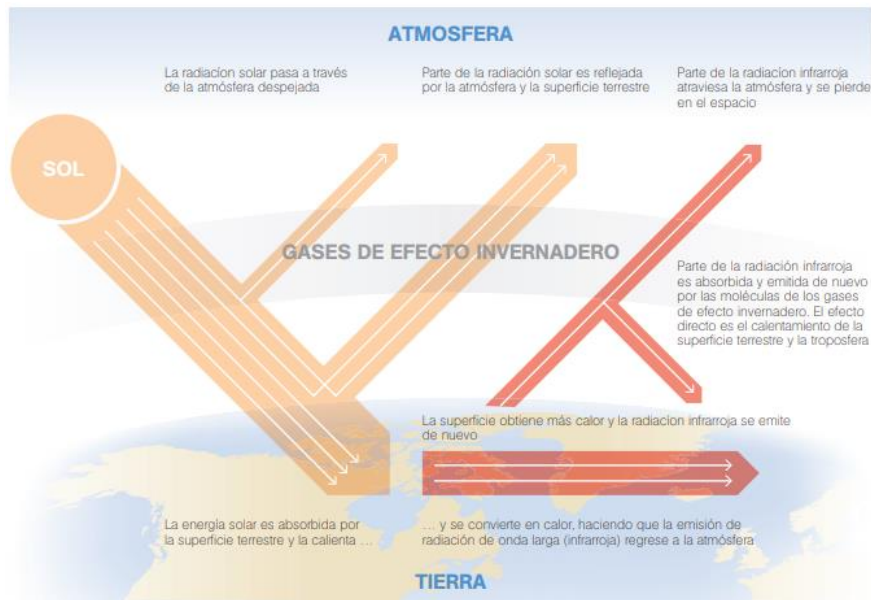 ATMOSFERA
La radiacíon solar pasa a través
de la atmósfera despejada
Parte de la radiación solar es reflejada
por la atmósfera y la superficie terrestre
Parte de la radiacíon infrarroja
atraviesa la atmósfera y se pierde
en el espacio
SOL
GASES DE EFECTO INVERNADERO
Parte de la radiación infrarroja
es absorbida y emitida de nuevo
por las moléculas de los gases
de efecto invernadero. El efecto
directo es el calentamiento de la
superficie terrestre y la troposfera
La superficie obtiene más calor y la radiacíon infrarroja se emite
de nuevo
La energía solar es absorbida por
la superficie terrestre y la calienta ...
... y se convierte en calor, haciendo que la emisión de
radiación de onda larga (infrarroja) regrese a la atmósfera
TIERRA